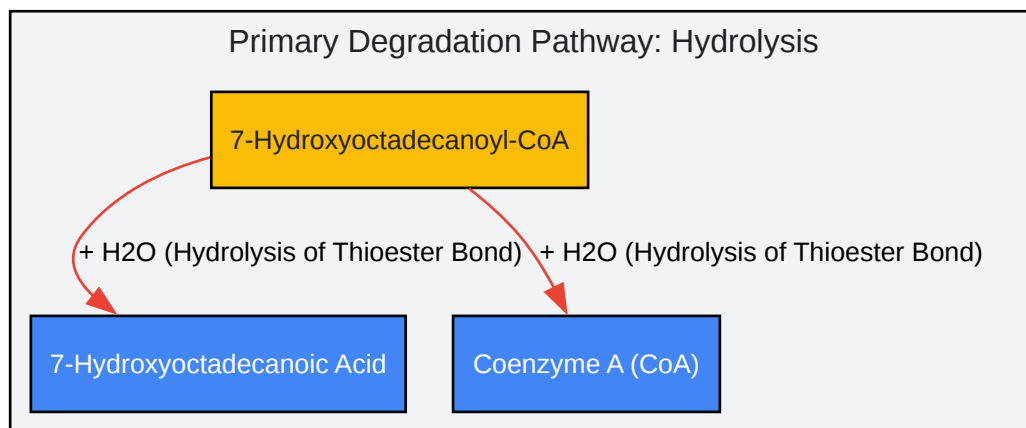 Primary Degradation Pathway: Hydrolysis
7-Hydroxyoctadecanoyl-CoA
+ H2O (Hydrolysis of Thioester Bond)
+ H2O (Hydrolysis of Thioester Bond)
7-Hydroxyoctadecanoic Acid
Coenzyme A (CoA)